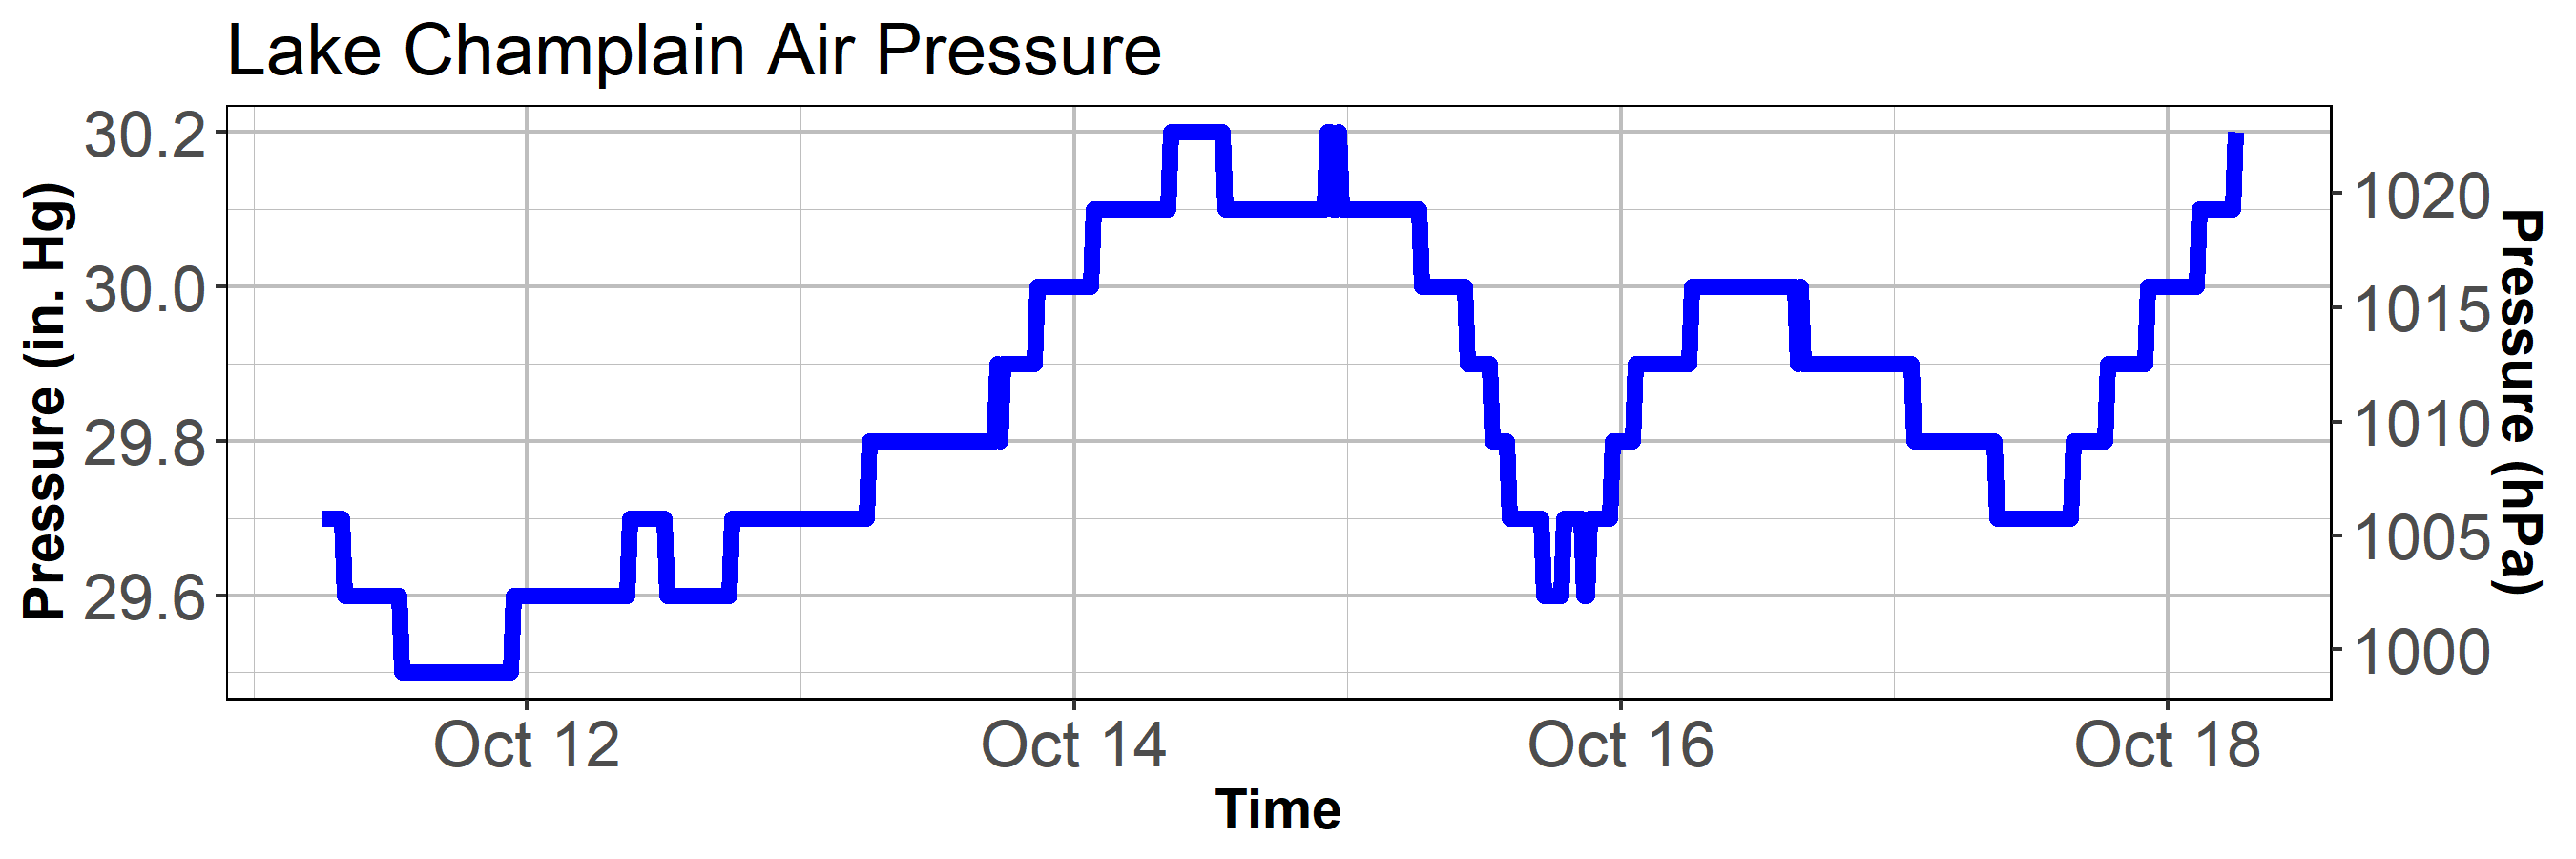 Lake Champlain Air Pressure
30.2
30.0
29.8
29.6
Pressure (in. Hg)
1020
1015
1010
1005
1000
Pressure (hPa)
Oct 12
Oct 14
Oct 16
Oct 18
Time